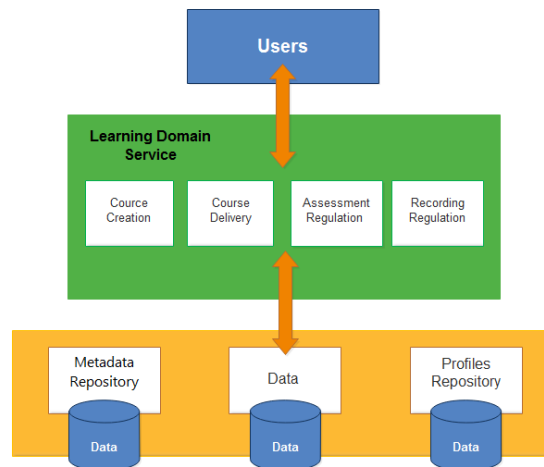 Users
Learning Domain
Service
Cource
Creation
Course
Delivery
Assessment
Regulation
Recording
Regulation
Metadata
Repository
Data
Profiles
Repository
Data
Data
Data